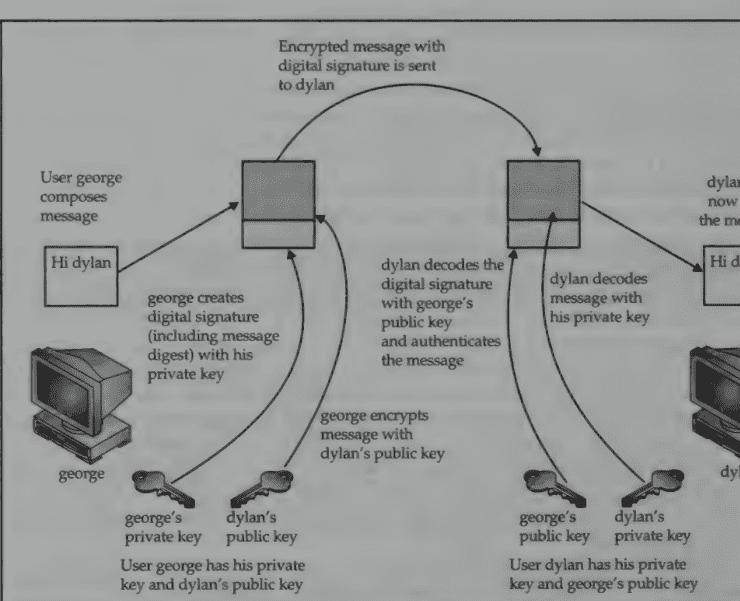 Encrypted message with
digital signature is sent
to dylan
User george
composes
message
Hi dylan
george creates
digital signature
(including message
digest) with his
private key
george encrypts
message with
dylan's public key
george
george's
private key
dylan's
public key
User george has his private
key and dylan's public key
dylan decodes the
digital signature
with george's
public key
and authenticates
the message
dylan decodes
message with
his private key
now
Hi
george's
public key
dylan's
private key
User dylan has his private
key and george's public key